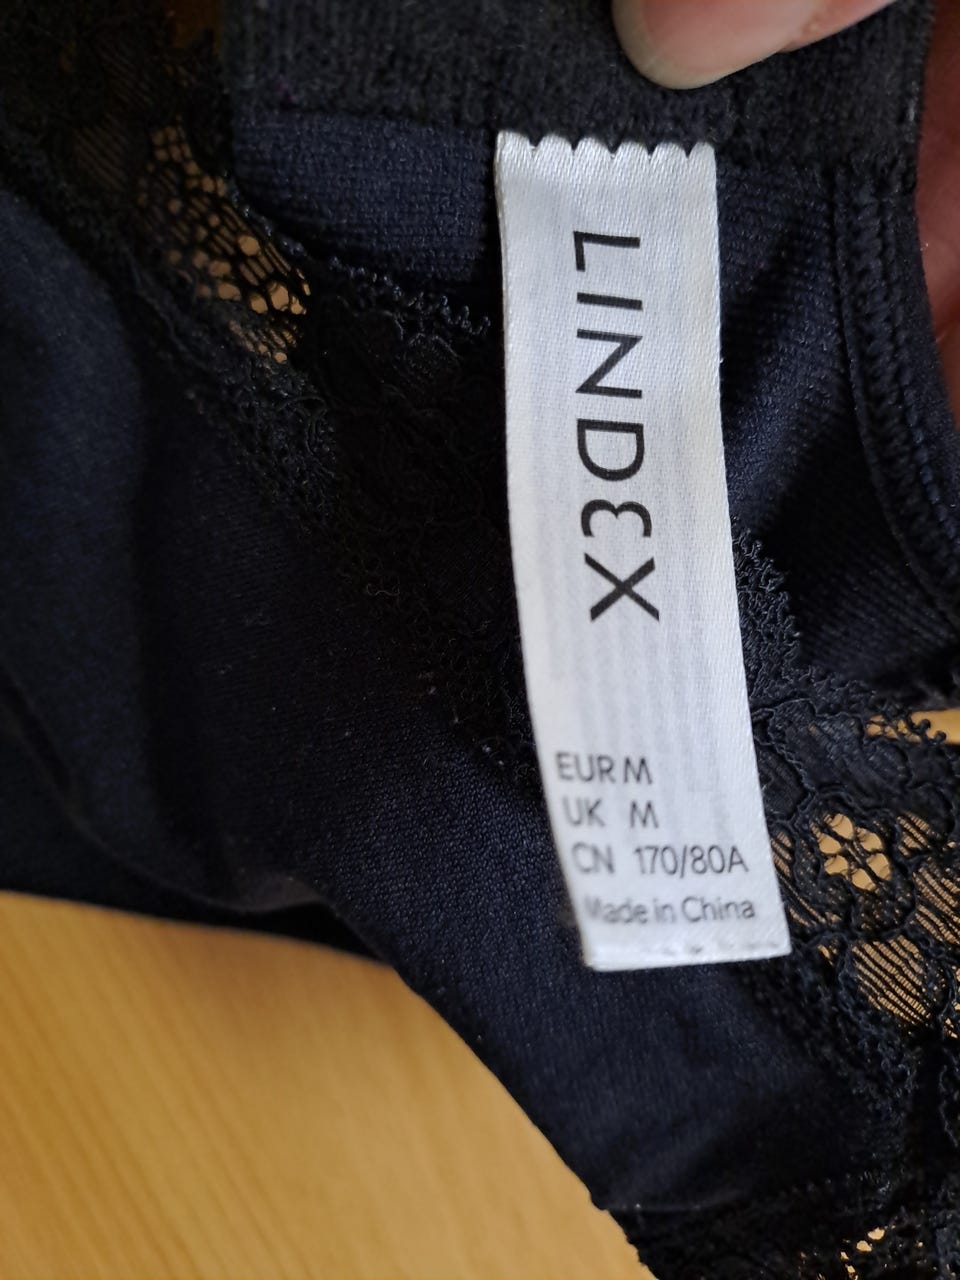 LINDEX
EUR M
UK M
CN 170/80A
Made in China